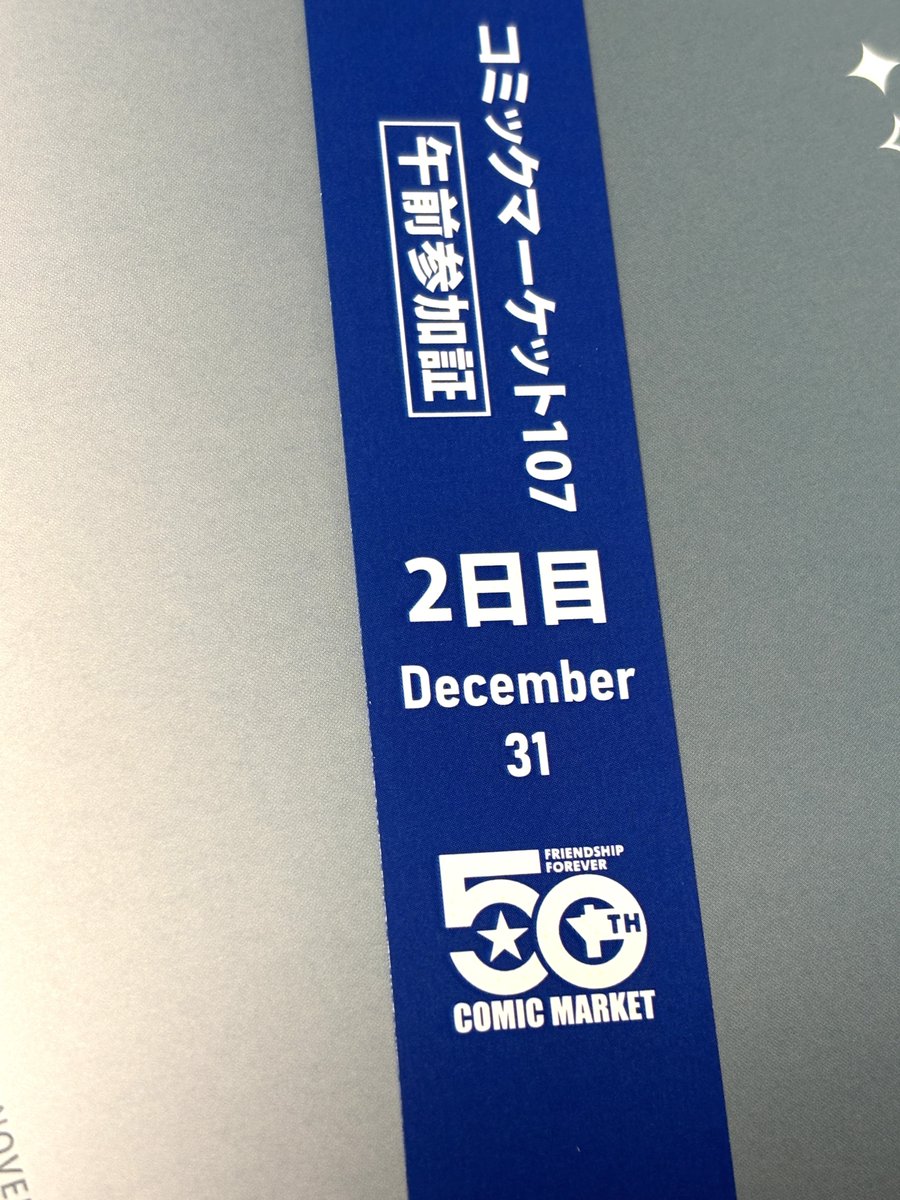 コミックマーケット107
午前参加証
2日目
December
31
FRIENDSHIP
FOREVER
50TH
COMIC MARKET